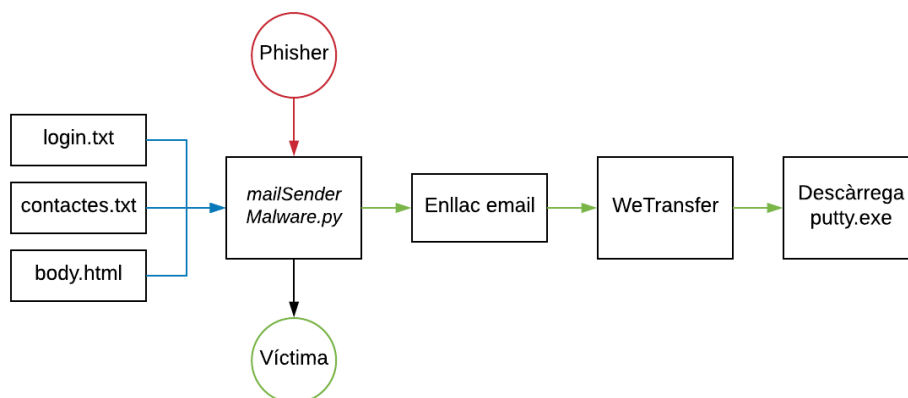 Phisher
login.txt
contactes.txt
body.html
mailSender
Malware.py
Enllac email
WeTransfer
Descàrrega
putty.exe
Víctima